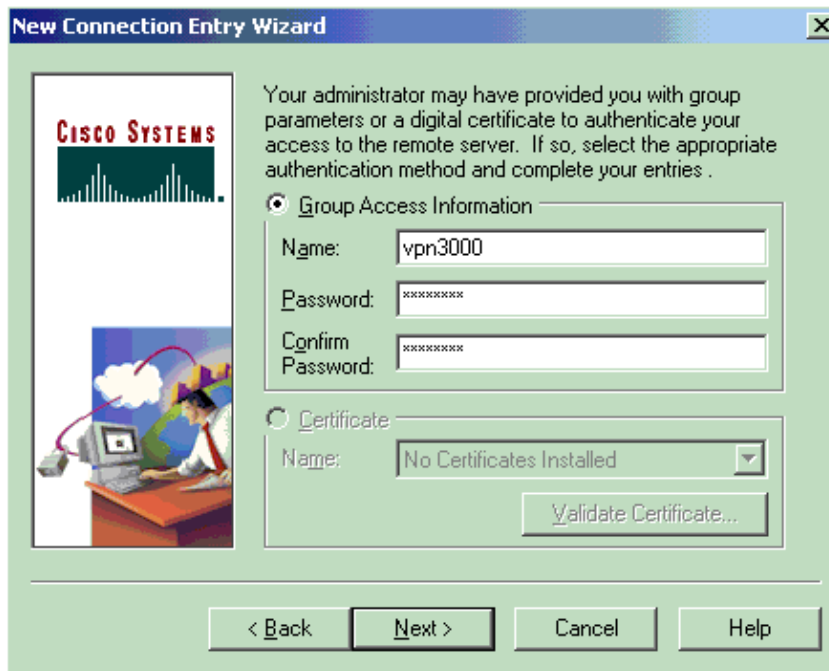 New Connection Entry Wizard
CISCO SYSTEMS
Your administrator may have provided you with group
parameters or a digital certificate to authenticate your
access to the remote server. If so, select the appropriate
authentication method and complete your entries .
Group Access Information
Name: vpn3000
Password: ********
Confirm
Password: ********
Certificate
Name: No Certificates Installed
Validate Certificate...
< Back Next > Cancel Help